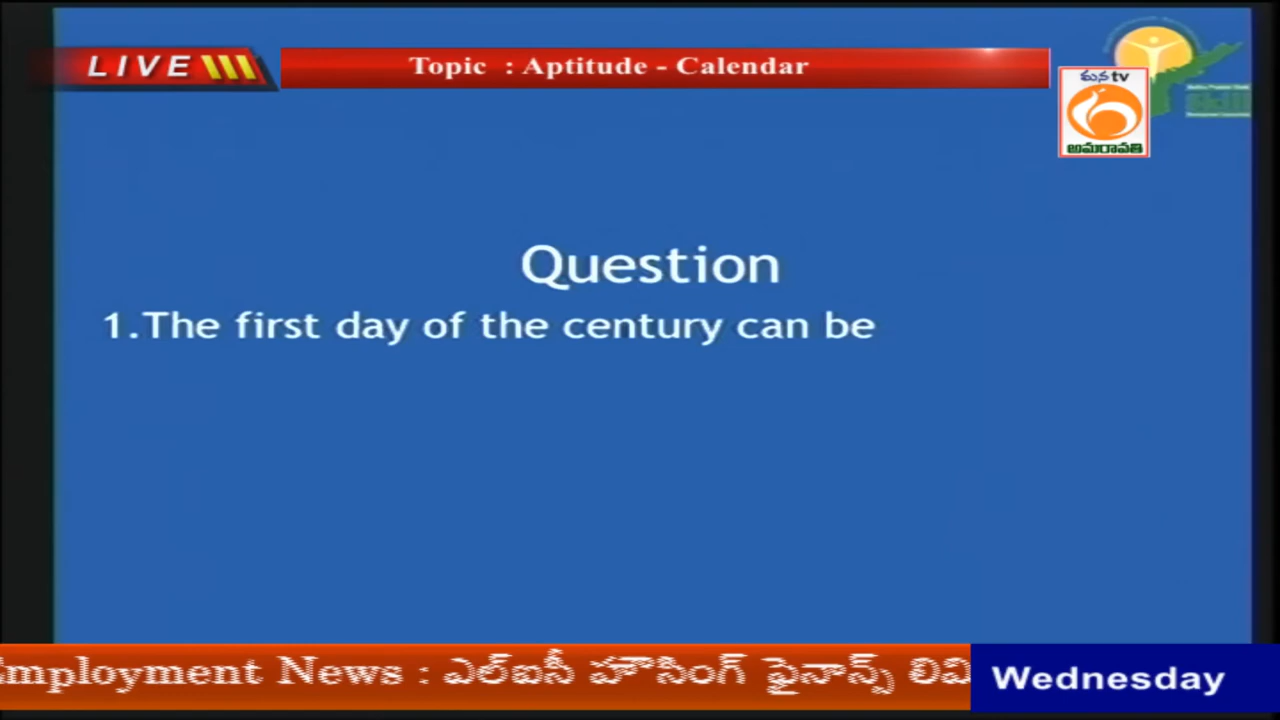 LIVE
Topic : Aptitude - Calendar
మన tv
అమరావతి
Question
1.The first day of the century can be
Employment News : ఎల్ఐసీ హౌసింగ్ ఫైనాన్స్ లిమి
Wednesday